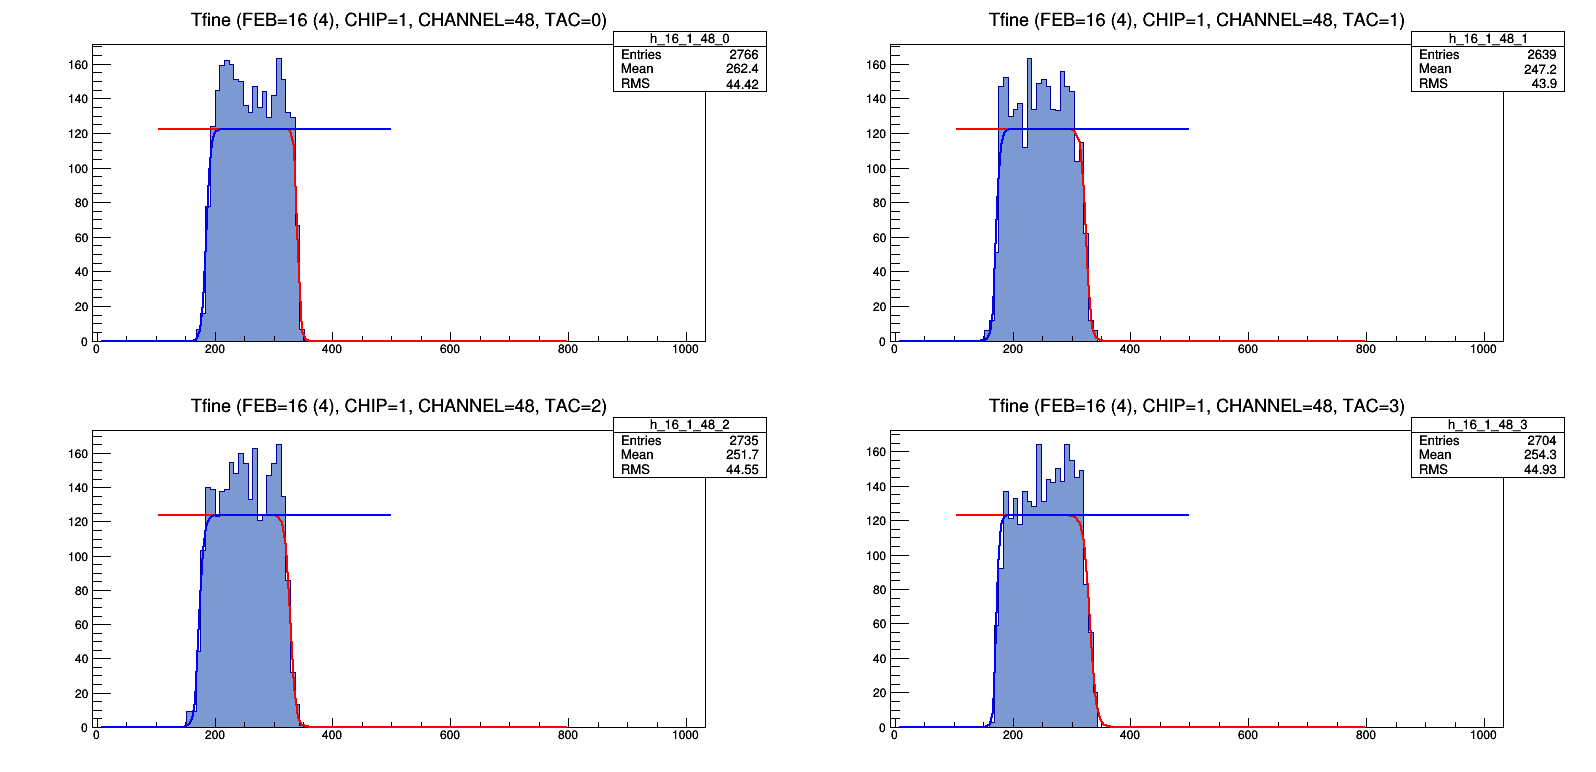 Tfine (FEB=16 (4), CHIP=1, CHANNEL=48, TAC=0)
h_16_1_48_0
Entries 2766
Mean 262.4
RMS 44.42
160
140
120
100
80
60
40
20
0
0 200 400 600 800 1000
Tfine (FEB=16 (4), CHIP=1, CHANNEL=48, TAC=1)
h_16_1_48_1
Entries 2639
Mean 247.2
RMS 43.9
160
140
120
100
80
60
40
20
0
0 200 400 600 800 1000
Tfine (FEB=16 (4), CHIP=1, CHANNEL=48, TAC=2)
h_16_1_48_2
Entries 2735
Mean 251.7
RMS 44.55
160
140
120
100
80
60
40
20
0
0 200 400 600 800 1000
Tfine (FEB=16 (4), CHIP=1, CHANNEL=48, TAC=3)
h_16_1_48_3
Entries 2704
Mean 254.3
RMS 44.93
160
140
120
100
80
60
40
20
0
0 200 400 600 800 1000